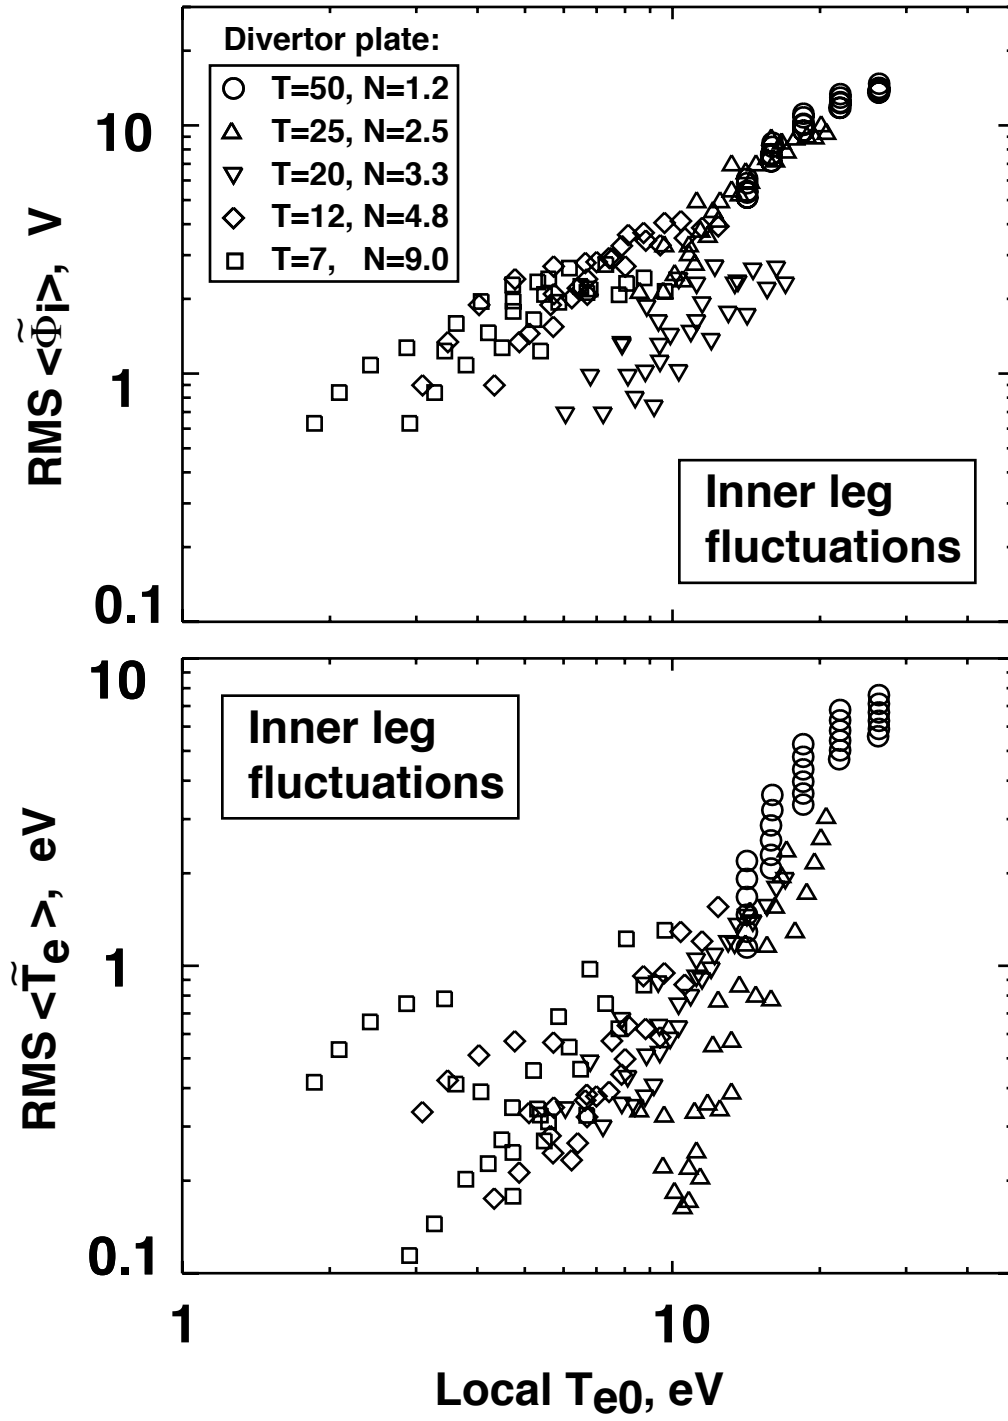 Divertor plate:
T=50, N=1.2
T=25, N=2.5
T=20, N=3.3
T=12, N=4.8
T=7, N=9.0
10
1
0.1
RMS <Φ̃i>, V
Inner leg
fluctuations
10
1
0.1
RMS <T̃e>, eV
Inner leg
fluctuations
1
10
Local Te0, eV